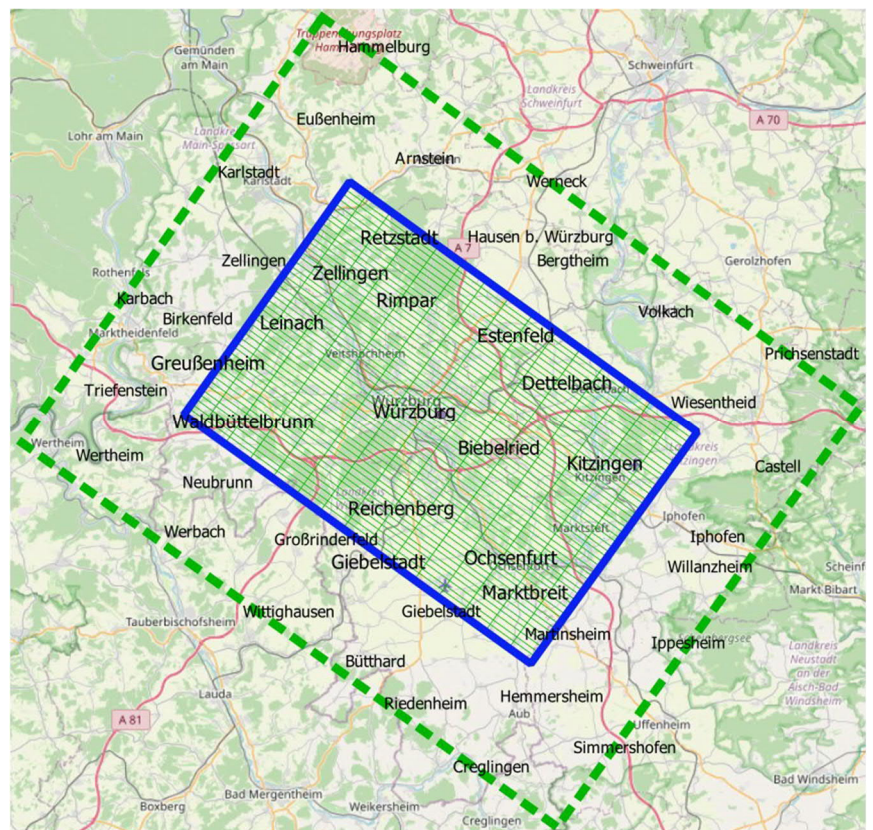 Truppenübungsplatz
Hammelburg
Gemünden
am Main
Schweinfurt
Landkreis
Schweinfurt
Eußenheim
A 70
Lohr am Main
Main-Spessart
Arnstein
Karlstadt
Karlstadt
Werneck
Retzstadt
Hausen b. Würzburg
A 7
Zellingen
Bergtheim
Gerolzhofen
Rothenfels
Zellingen
Karbach
Rimpar
Birkenfeld
Leinach
Volkach
Marktheidenfeld
Estenfeld
Veitshöchheim
Prichsenstadt
Greußenheim
Triefenstein
Dettelbach
Würzburg
Würzburg
Wiesentheid
Waldbüttelbrunn
Wertheim
Wertheim
Biebelried
Kitzingen
Kitzingen
Castell
Neubrunn
Reichenberg
Iphofen
Werbach
Großrinderfeld
Marktsteft
Iphofen
Giebelstadt
Ochsenfurt
Willanzheim
Scheinf
Marktbreit
Markt Bibart
Wittighausen
Giebelstadt
Tauberbischofsheim
Martinsheim
Ippesheim
Bütthard
Landkreis
Neustadt
an der
Aisch-Bad
Windsheim
Lauda
Riedenheim
Hemmersheim
Aub
A 81
Uffenheim
Simmershofen
Creglingen
Bad Windsheim
Bad Mergentheim
Boxberg
Weikersheim
Creglingen